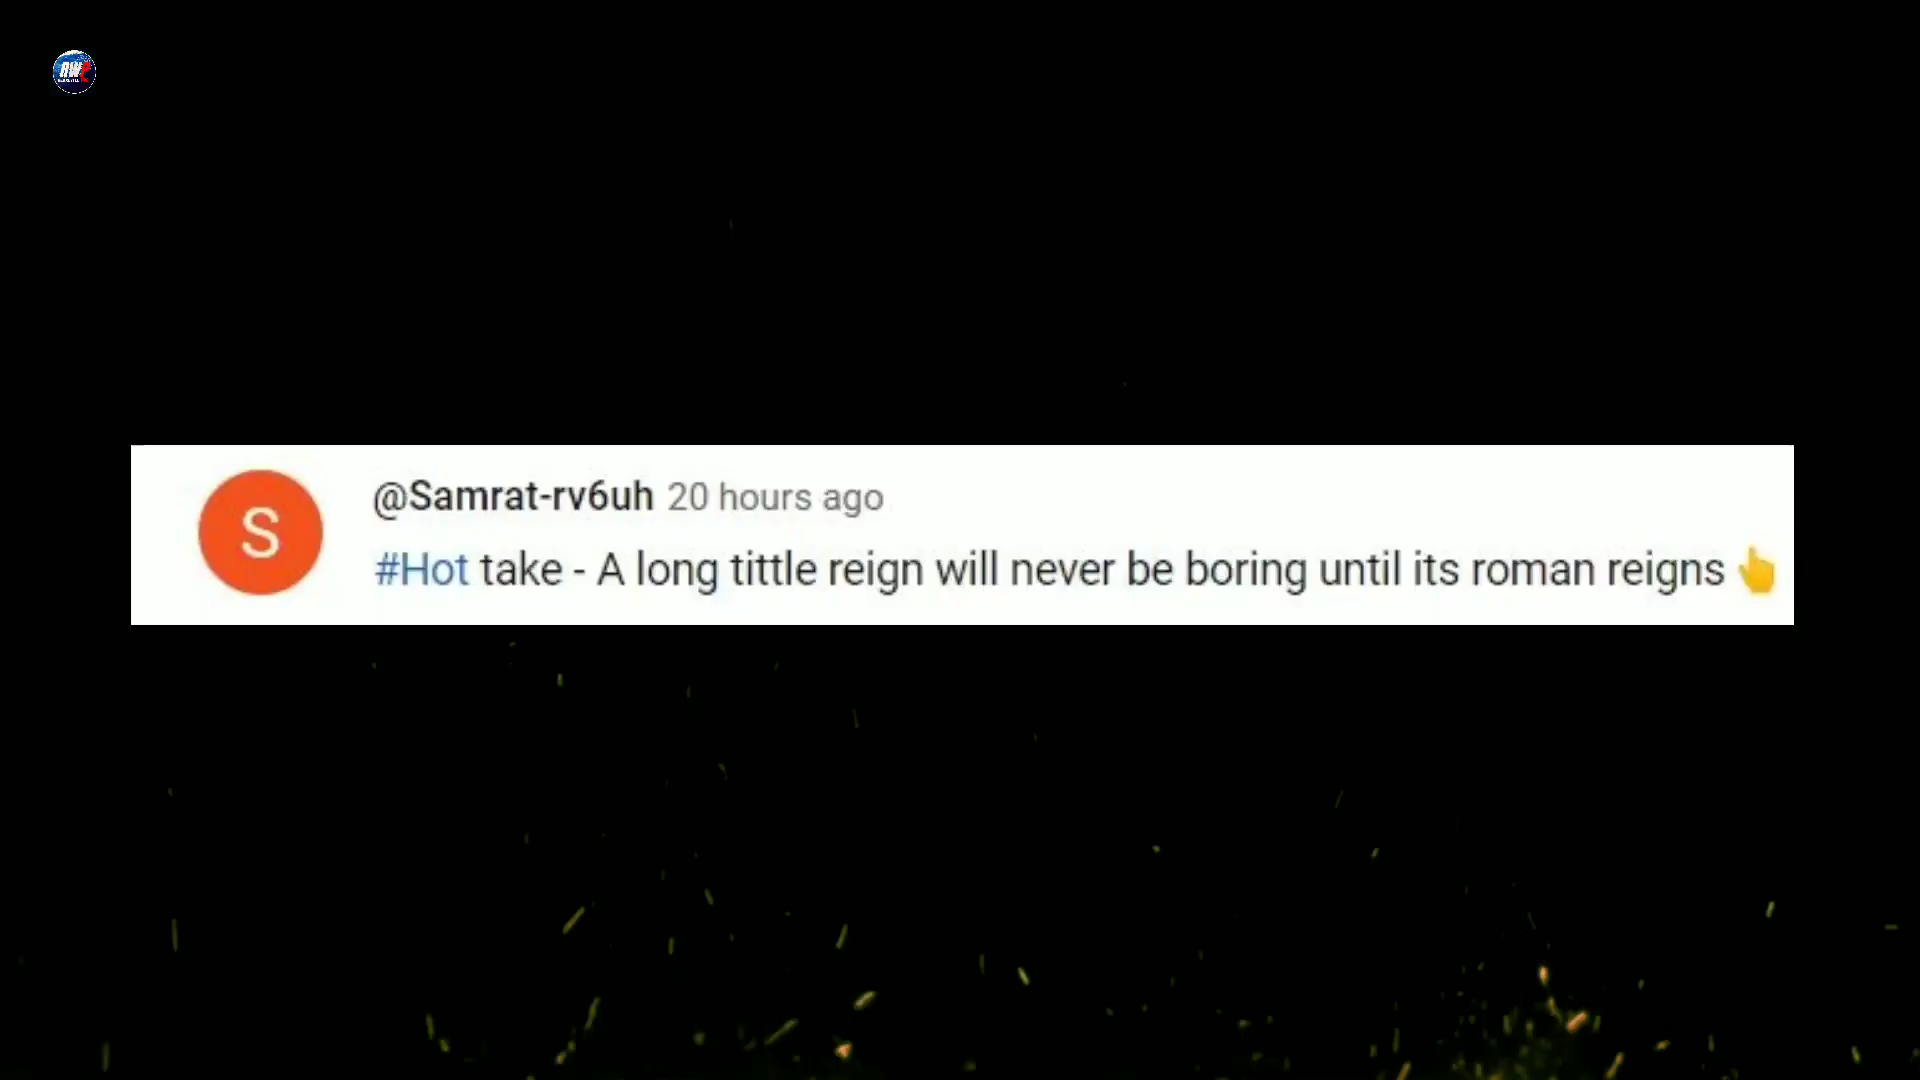 @Samrat-rv6uh 20 hours ago
#Hot take - A long tittle reign will never be boring until its roman reigns 👆
S